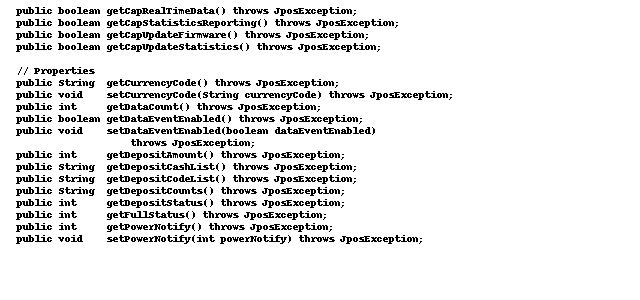 public boolean getCapRealTimeData() throws JposException;
public boolean getCapStatisticsReporting() throws JposException;
public boolean getCapUpdateFirmware() throws JposException;
public boolean getCapUpdateStatistics() throws JposException;

// Properties
public String  getCurrencyCode() throws JposException;
public void    setCurrencyCode(String currencyCode) throws JposException;
public int     getDataCount() throws JposException;
public boolean getDataEventEnabled() throws JposException;
public void    setDataEventEnabled(boolean dataEventEnabled)
                   throws JposException;
public int     getDepositAmount() throws JposException;
public String  getDepositCashList() throws JposException;
public String  getDepositCodeList() throws JposException;
public String  getDepositCounts() throws JposException;
public int     getDepositStatus() throws JposException;
public int     getFullStatus() throws JposException;
public int     getPowerNotify() throws JposException;
public void    setPowerNotify(int powerNotify) throws JposException;